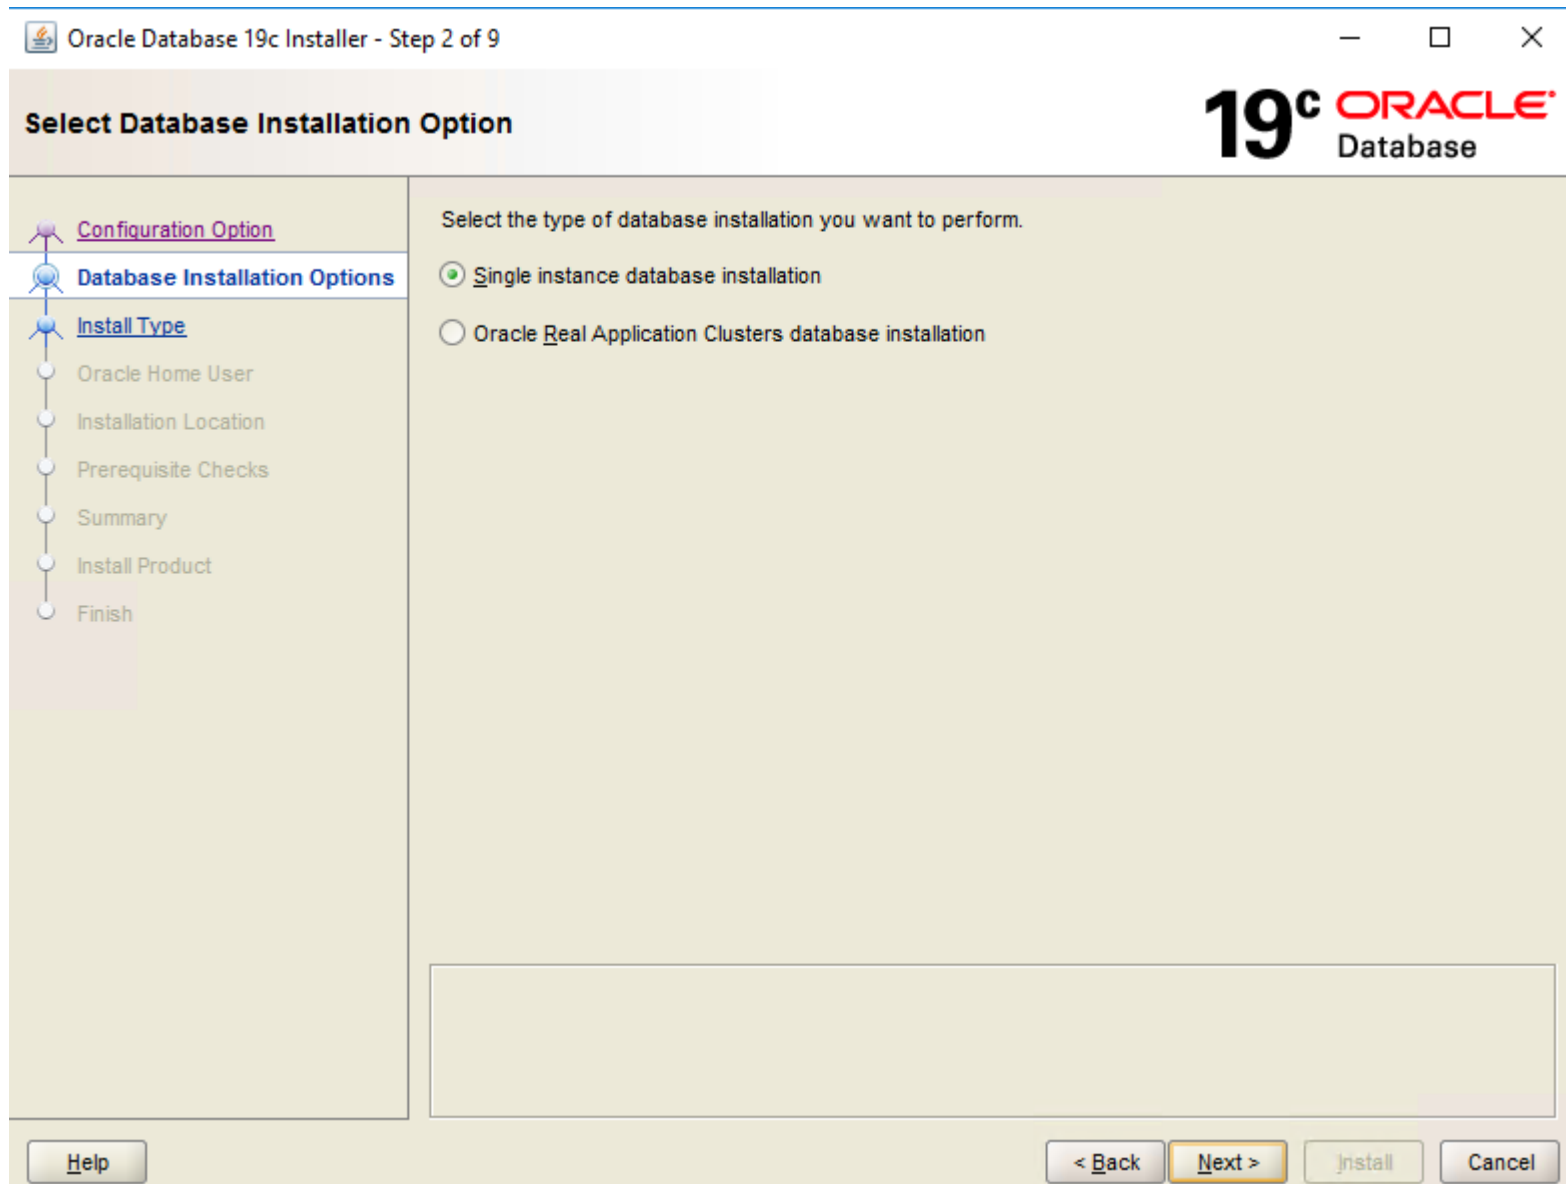 Oracle Database 19c Installer - Step 2 of 9
Select Database Installation Option
19c ORACLE
Database
Configuration Option
Database Installation Options
Install Type
Oracle Home User
Installation Location
Prerequisite Checks
Summary
Install Product
Finish
Select the type of database installation you want to perform.
Single instance database installation
Oracle Real Application Clusters database installation
Help
< Back
Next >
Install
Cancel